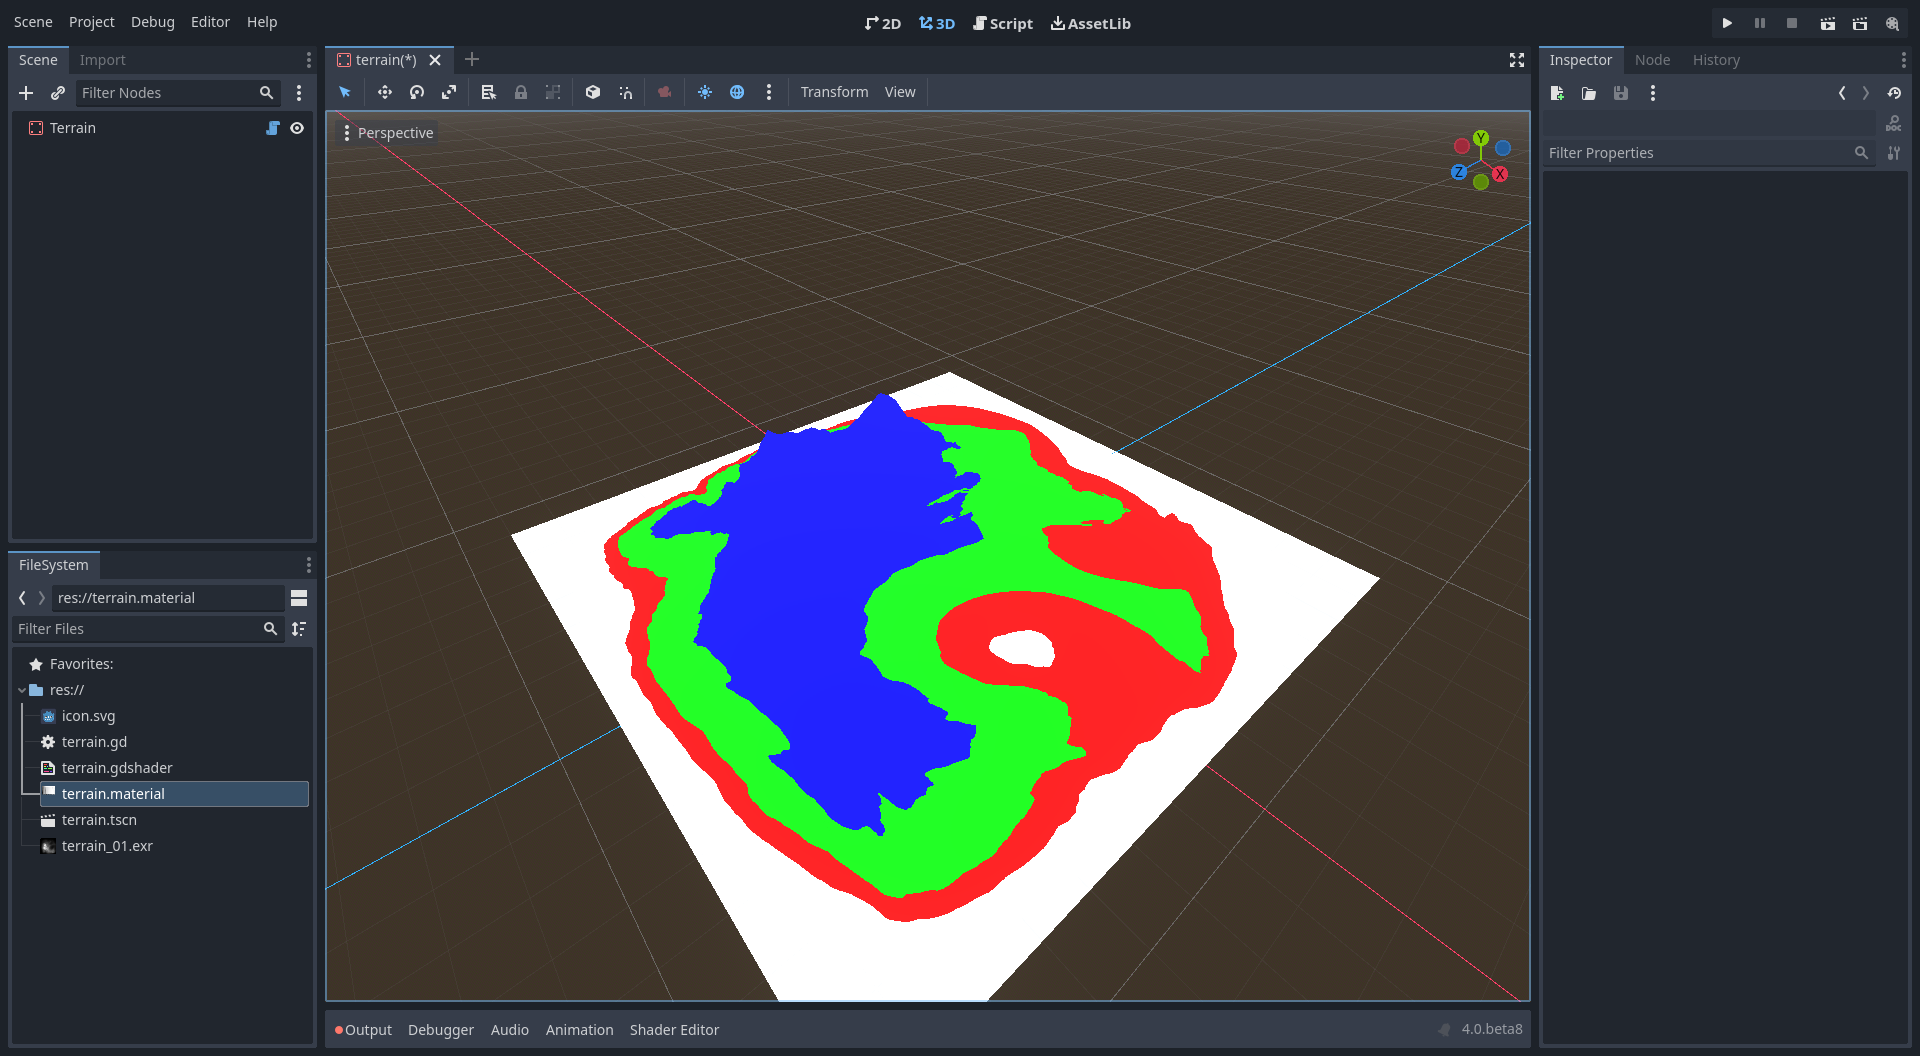 Scene Project Debug Editor Help
2D 3D Script AssetLib
Scene Import
Filter Nodes
Terrain
FileSystem
res://terrain.material
Filter Files
Favorites:
res://
icon.svg
terrain.gd
terrain.gdshader
terrain.material
terrain.tscn
terrain_01.exr
terrain(*)
Transform View
Perspective
Y
Z X
Output Debugger Audio Animation Shader Editor 4.0.beta8
Inspector Node History
DOC
Filter Properties